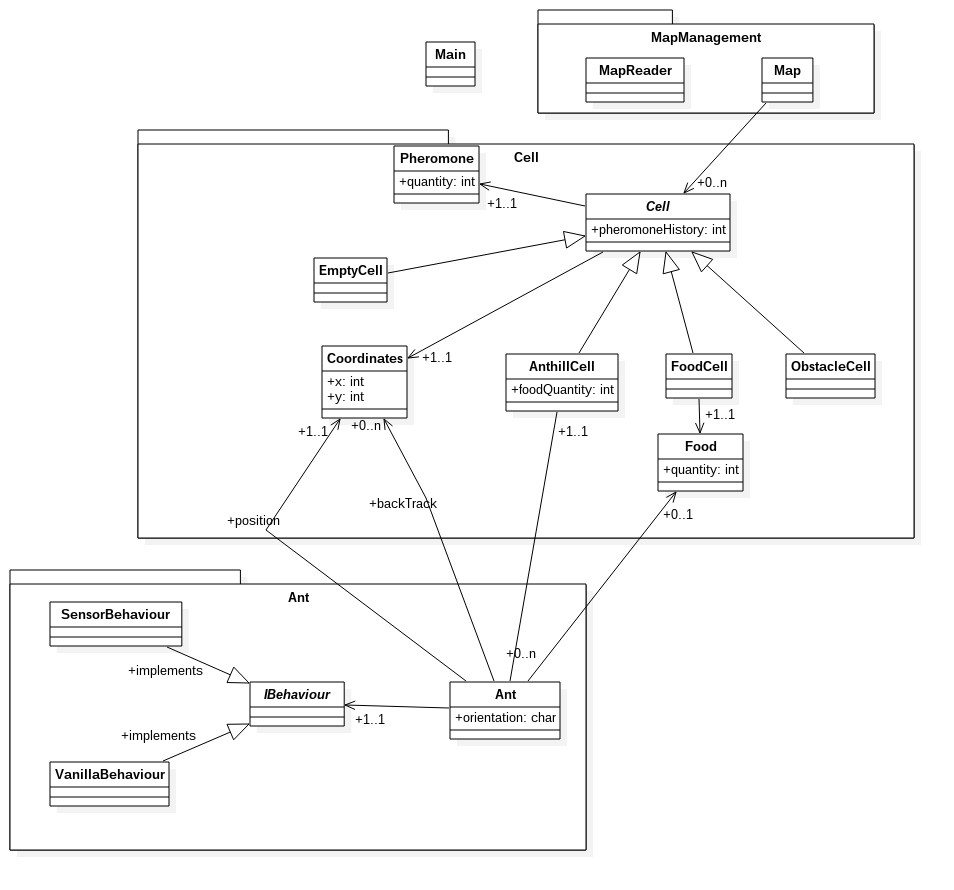 MapManagement
Main
MapReader
Map
Pheromone
+quantity: int
Cell
+0..n
+1..1
Cell
+pheromoneHistory: int
EmptyCell
Coordinates
+x: int
+y: int
+1..1
AnthillCell
+foodQuantity: int
FoodCell
ObstacleCell
+1..1
+1..1
+0..n
+1..1
Food
+quantity: int
+backTrack
+position
+0..1
Ant
SensorBehaviour
+implements
+0..n
IBehaviour
Ant
+orientation: char
+1..1
+implements
VanillaBehaviour